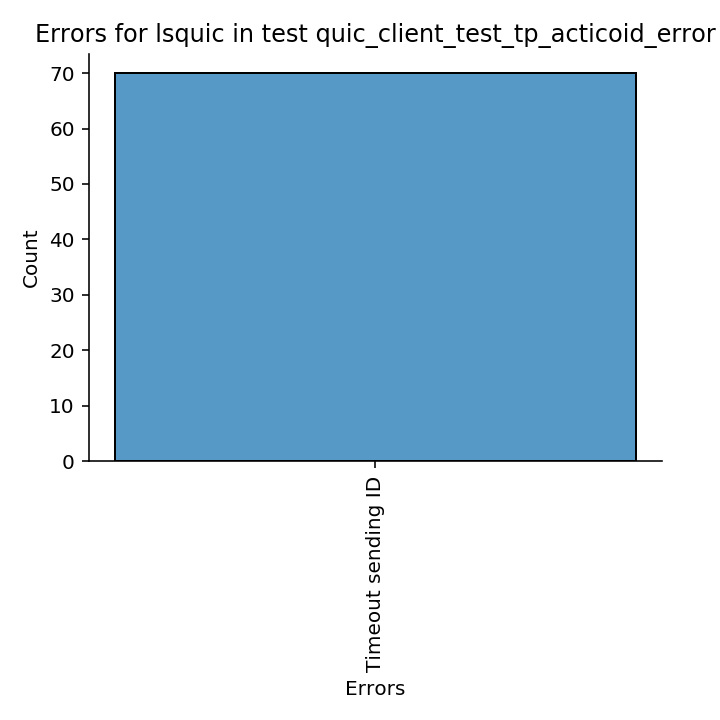 Errors for lsquic in test quic_client_test_tp_acticoid_error
70
60
50
40
30
20
10
0
Count
Timeout sending ID
Errors